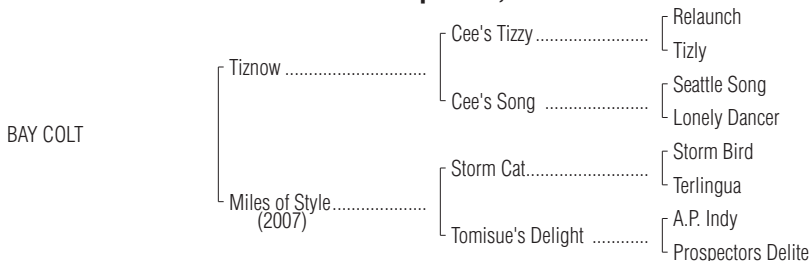 Relaunch
Cee's Tizzy ........................
Tizly
Tiznow .............................
Seattle Song
Cee's Song ......................
Lonely Dancer
BAY COLT
Storm Bird
Storm Cat..........................
Terlingua
Miles of Style....................
(2007)
A.P. Indy
Tomisue's Delight ............
Prospectors Delite